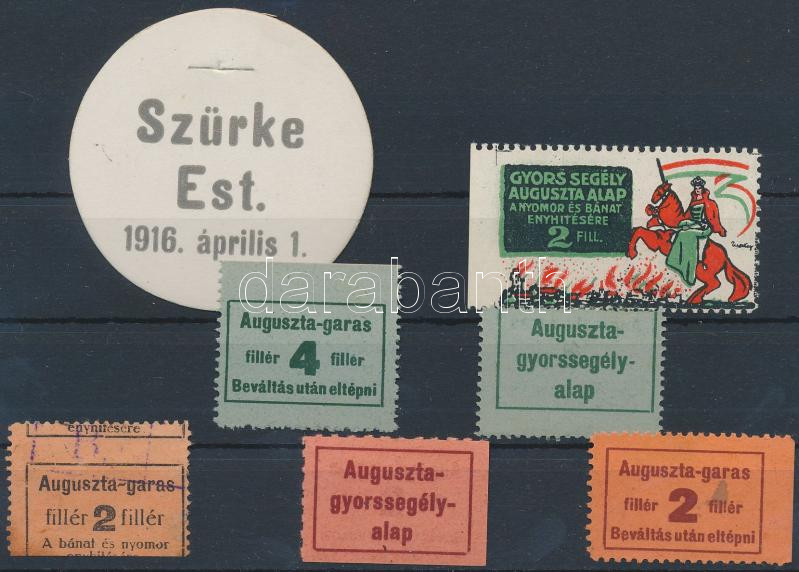 Szürke
Est.
1916. április 1.
GYORS SEGÉLY
AUGUSZTA ALAP
A NYOMOR ÉS BÁNAT
ENYHITÉSÉRE
2 FILL.
darabanth
Auguszta-garas
fillér 4 fillér
Beváltás után eltépni
Auguszta-
gyorssegély-
alap
enyhitésére
Auguszta-garas
fillér 2 fillér
A bánat és nyomor
enyhitésére
Auguszta-
gyorssegély-
alap
Auguszta-garas
fillér 2 fillér
Beváltás után eltépni